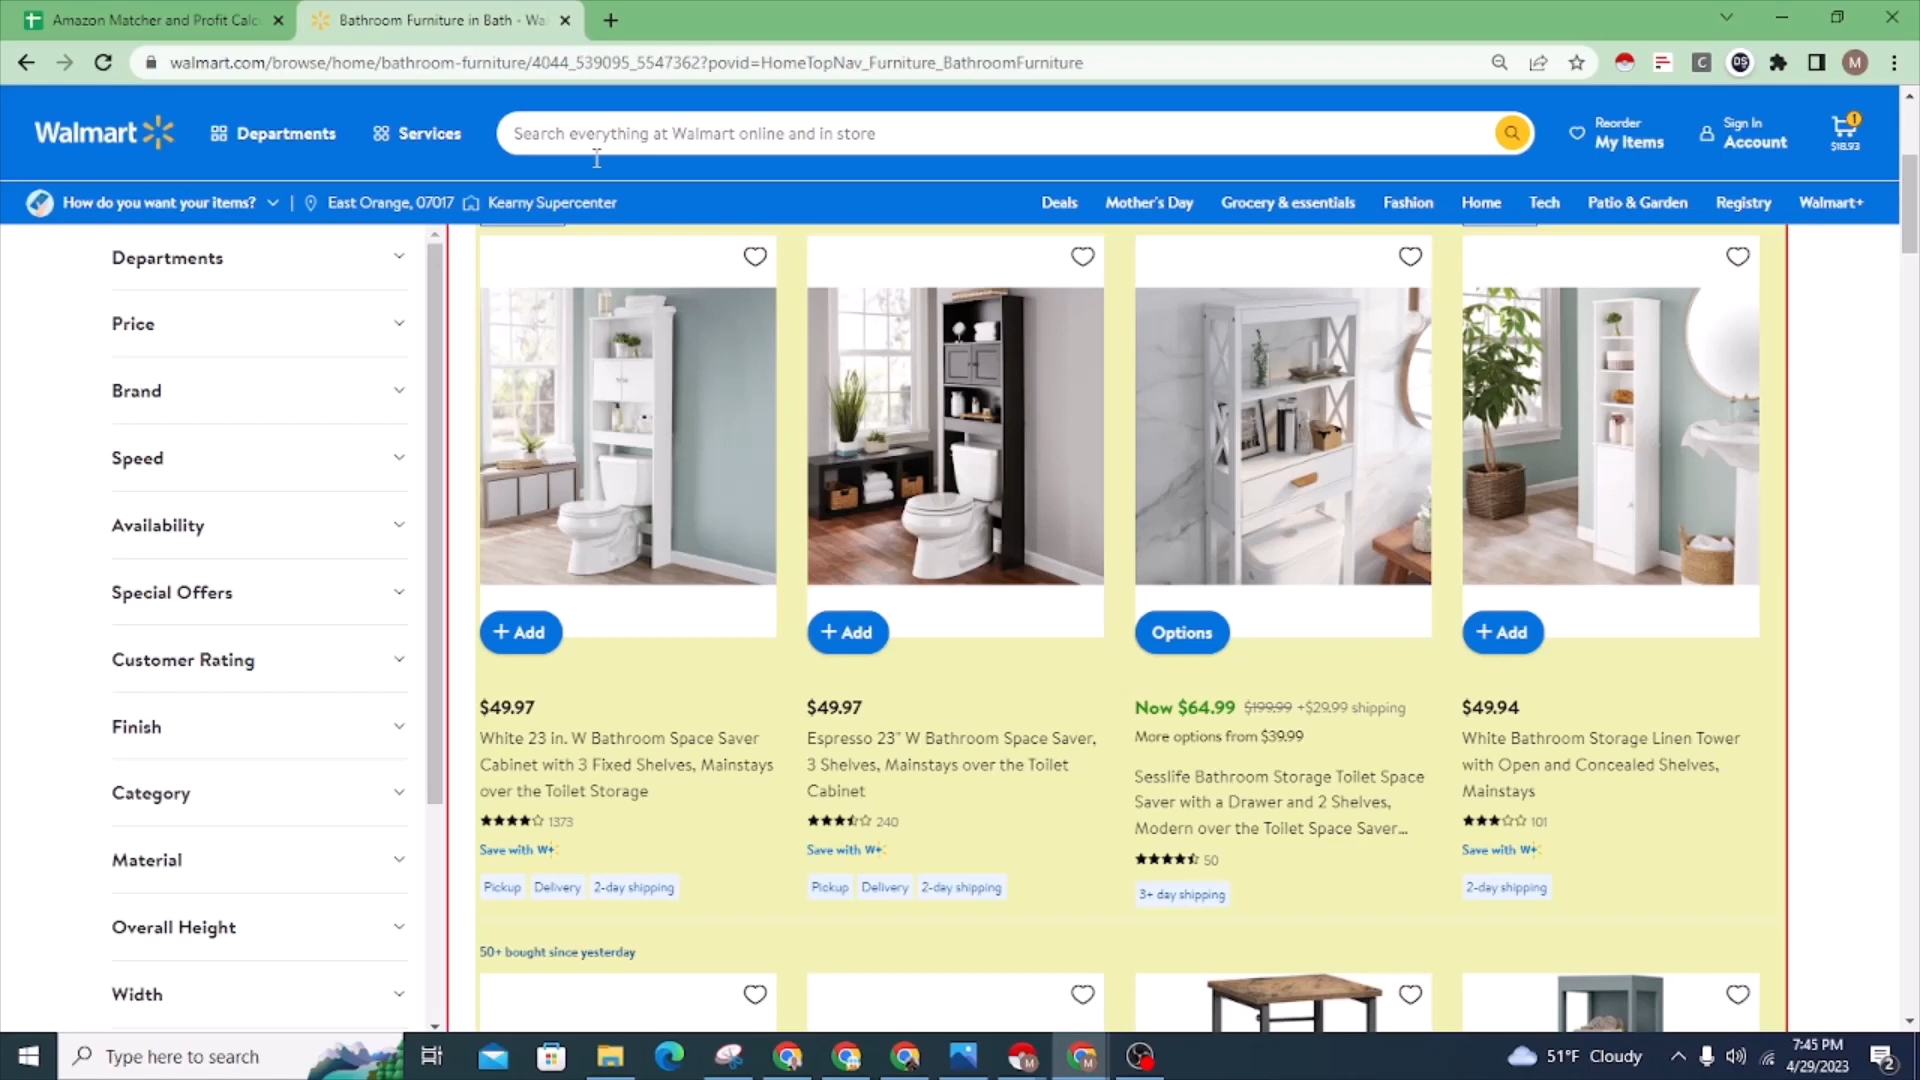 Amazon Matcher and Profit Calc
Bathroom Furniture in Bath - Wa
walmart.com/browse/home/bathroom-furniture/4044_539095_5547362?povid=HomeTopNav_Furniture_BathroomFurniture
C
DS
M
Walmart
Departments
Services
Search everything at Walmart online and in store
Reorder
My Items
Sign In
Account
1
$18.93
How do you want your items?
East Orange, 07017
Kearny Supercenter
Deals
Mother's Day
Grocery & essentials
Fashion
Home
Tech
Patio & Garden
Registry
Walmart+
Departments
Price
Brand
Speed
Availability
Special Offers
Customer Rating
Finish
Category
Material
Overall Height
Width
+ Add
$49.97
White 23 in. W Bathroom Space Saver
Cabinet with 3 Fixed Shelves, Mainstays
over the Toilet Storage
1373
Save with W+
Pickup
Delivery
2-day shipping
+ Add
$49.97
Espresso 23" W Bathroom Space Saver,
3 Shelves, Mainstays over the Toilet
Cabinet
240
Save with W+
Pickup
Delivery
2-day shipping
Options
Now $64.99 $199.99 +$29.99 shipping
More options from $39.99
Sesslife Bathroom Storage Toilet Space
Saver with a Drawer and 2 Shelves,
Modern over the Toilet Space Saver...
50
3+ day shipping
+ Add
$49.94
White Bathroom Storage Linen Tower
with Open and Concealed Shelves,
Mainstays
101
Save with W+
2-day shipping
50+ bought since yesterday
Type here to search
M
M
51°F Cloudy
7:45 PM
4/29/2023
2